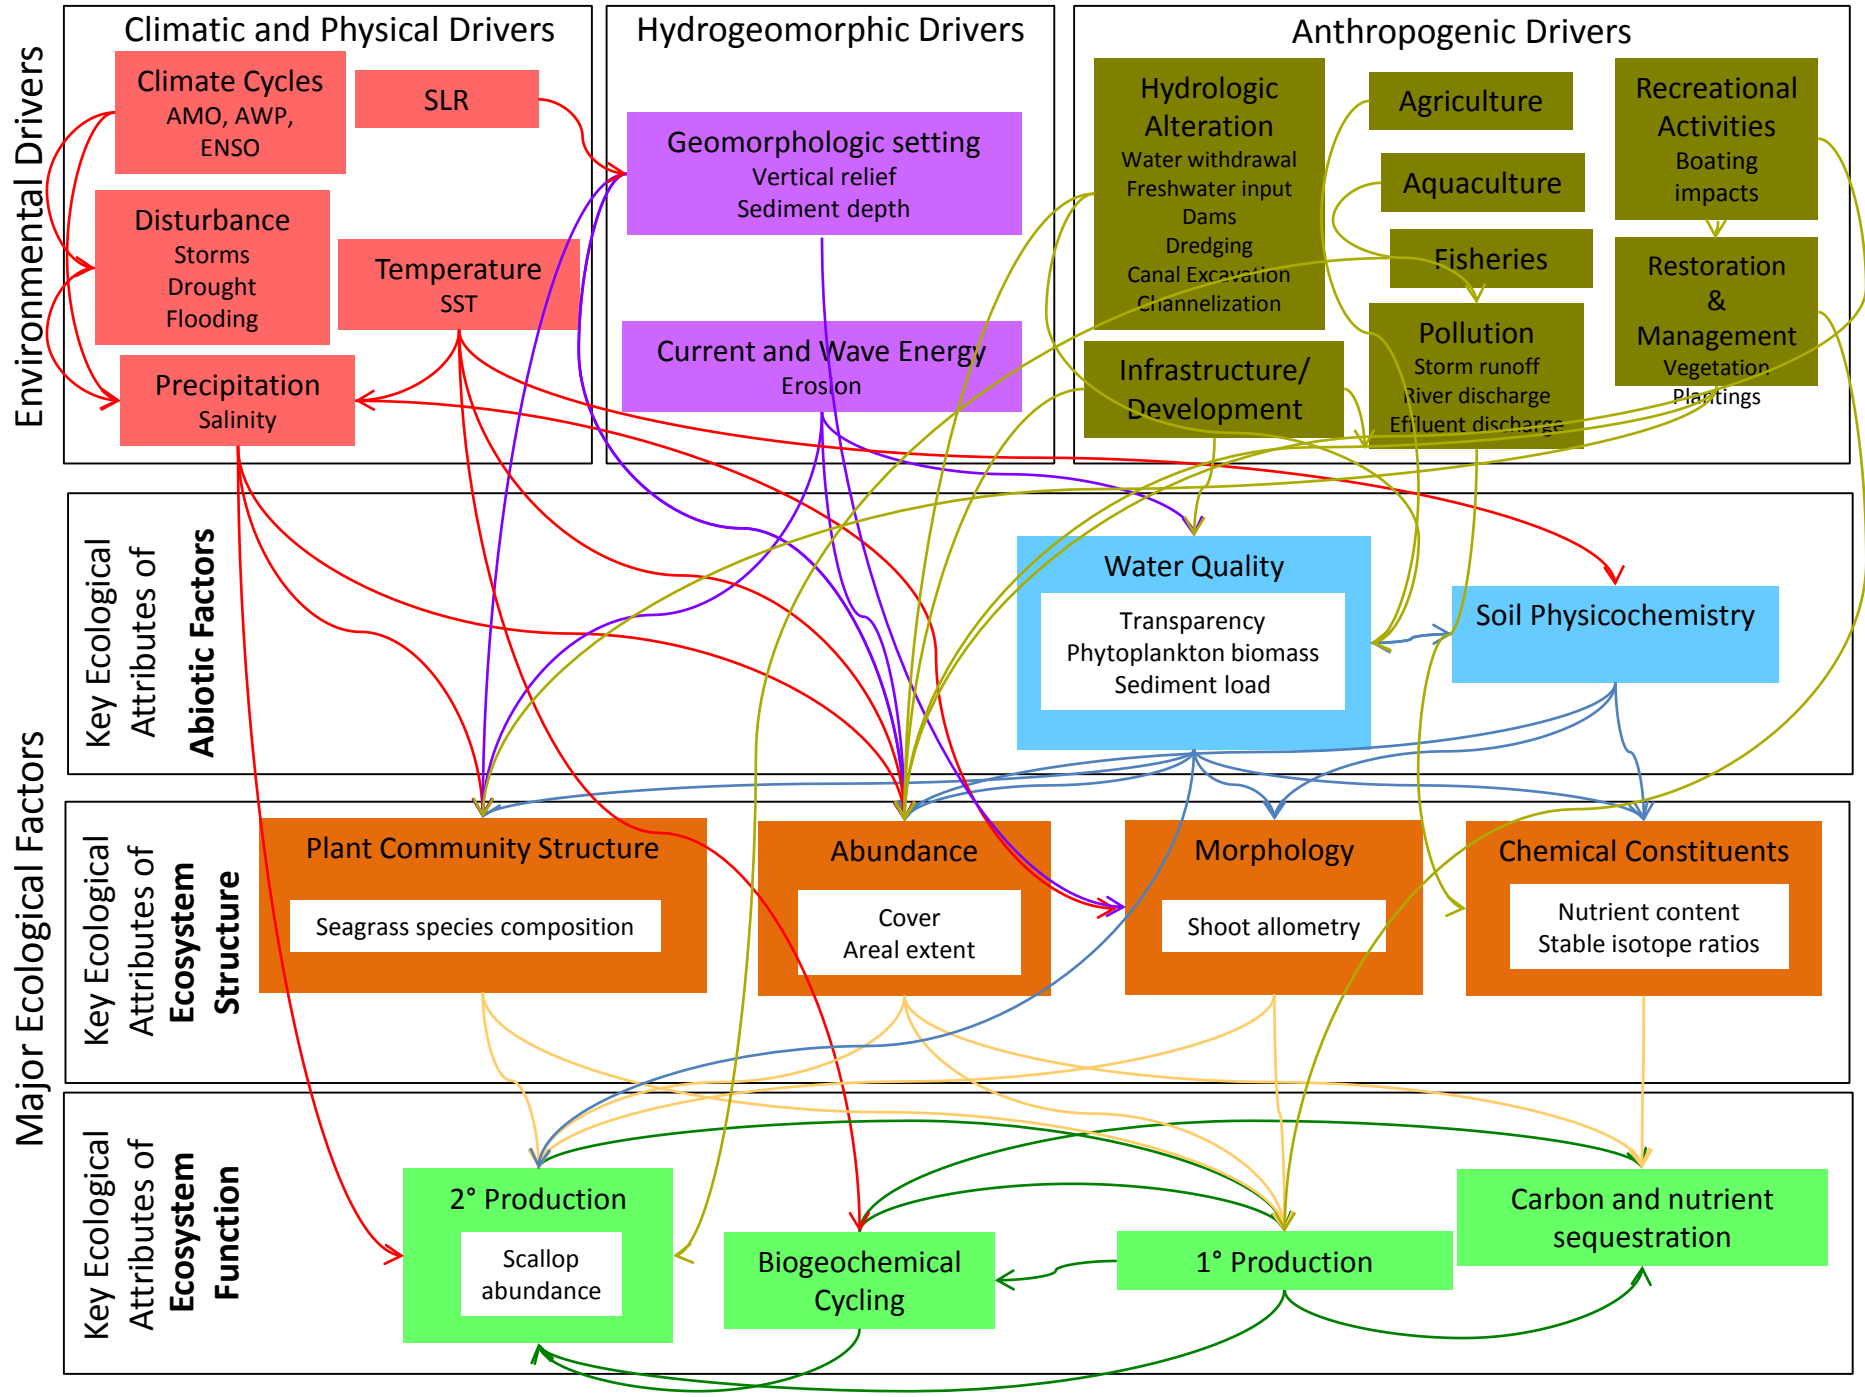 Environmental Drivers
Climatic and Physical Drivers
Climate Cycles
AMO, AWP,
ENSO
SLR
Disturbance
Storms
Drought
Flooding
Temperature
SST
Precipitation
Salinity
Hydrogeomorphic Drivers
Geomorphologic setting
Vertical relief
Sediment depth
Current and Wave Energy
Erosion
Anthropogenic Drivers
Hydrologic
Alteration
Water withdrawal
Freshwater input
Dams
Dredging
Canal Excavation
Channelization
Infrastructure/
Development
Agriculture
Aquaculture
Fisheries
Pollution
Storm runoff
River discharge
Effluent discharge
Recreational
Activities
Boating
impacts
Restoration
&
Management
Vegetation
Plantings
Major Ecological Factors
Key Ecological
Attributes of
Abiotic Factors
Water Quality
Transparency
Phytoplankton biomass
Sediment load
Soil Physicochemistry
Key Ecological
Attributes of
Ecosystem
Structure
Plant Community Structure
Seagrass species composition
Abundance
Cover
Areal extent
Morphology
Shoot allometry
Chemical Constituents
Nutrient content
Stable isotope ratios
Key Ecological
Attributes of
Ecosystem
Function
2° Production
Scallop
abundance
Biogeochemical
Cycling
1° Production
Carbon and nutrient
sequestration